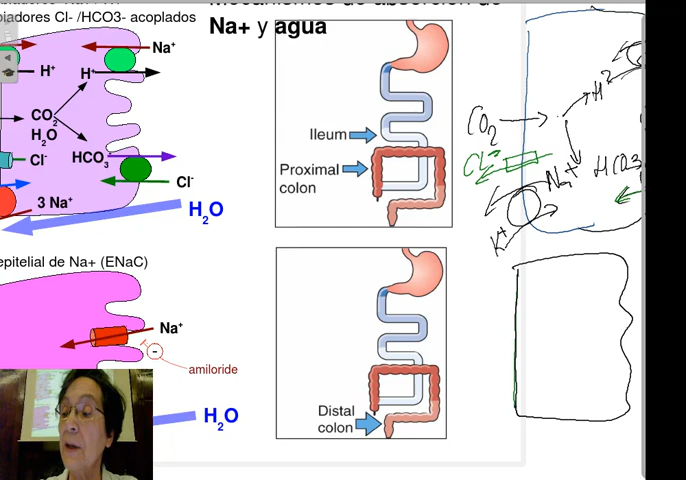 biadores Cl- /HCO3- acoplados
Mecanismos de absorción de
Na+ y agua
Na+
H+
H+
CO2
H2O
HCO3-
Cl-
Cl-
3 Na+
H2O
Ileum
Proximal
colon
CO2
H+
Cl-
Na+
HCO3
K+
epitelial de Na+ (ENaC)
Na+
-
amiloride
H2O
Distal
colon